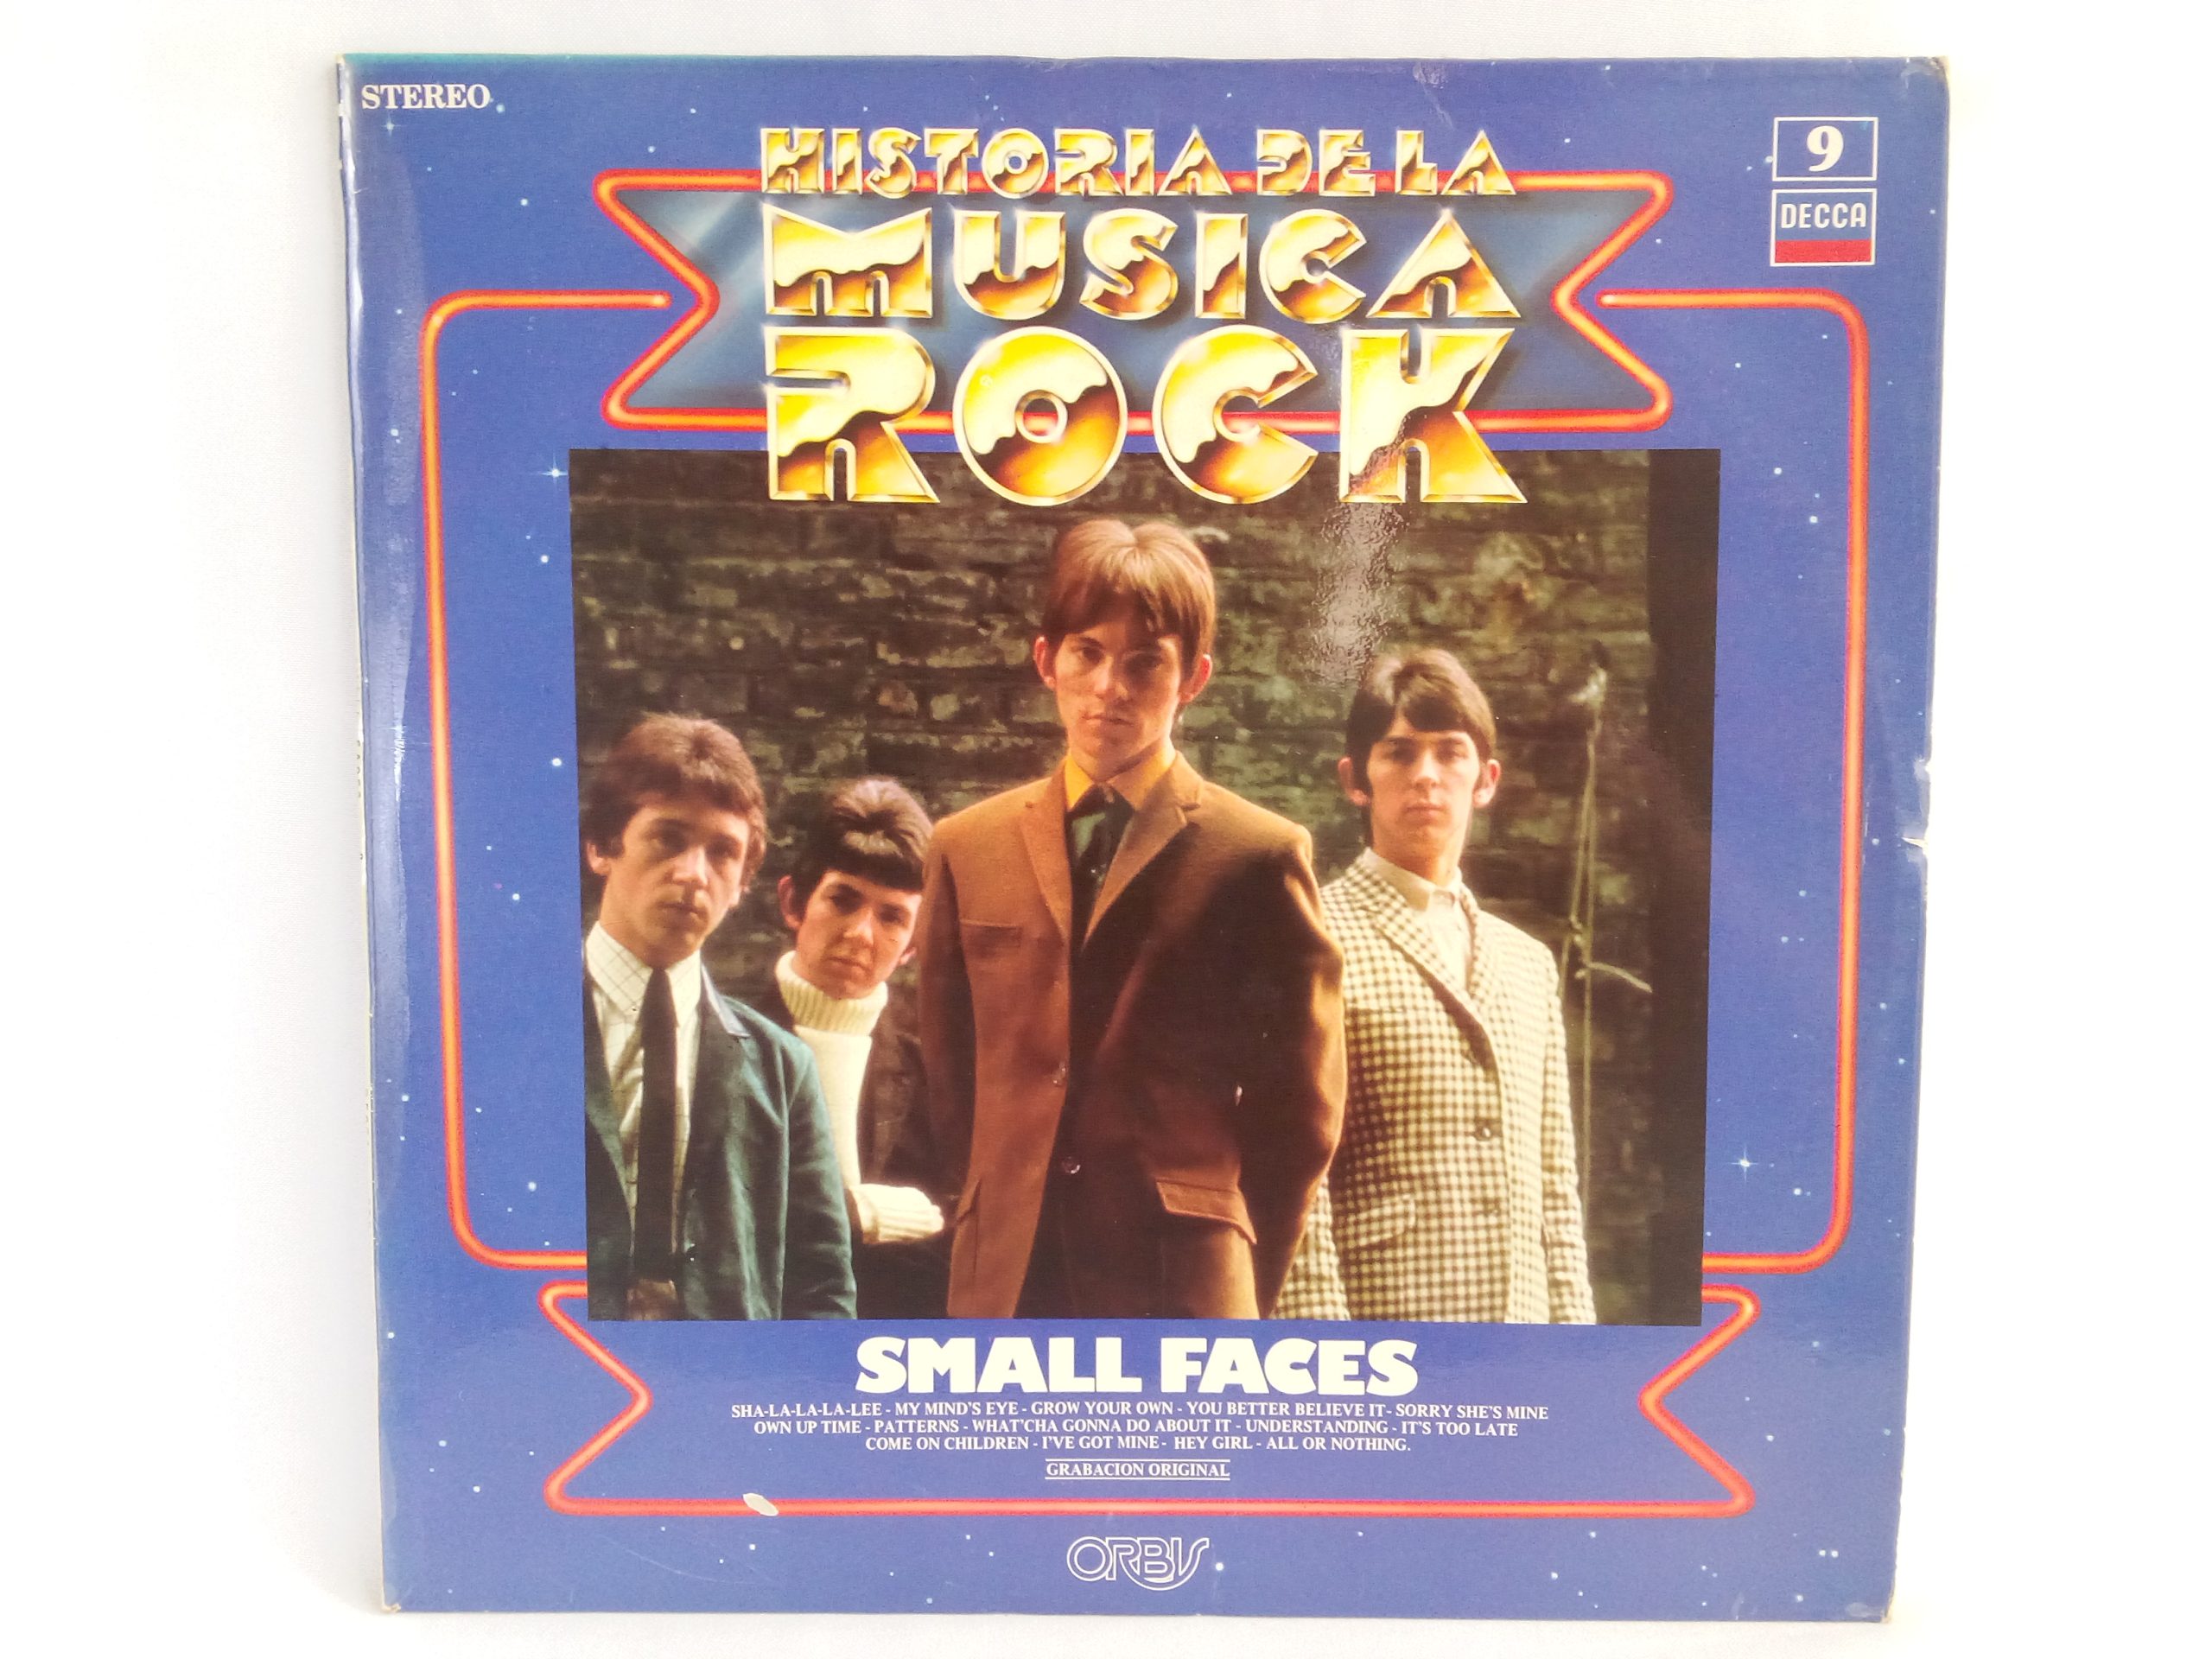 STEREO
HISTORIA DE LA
MUSICA
ROCK
9
DECCA
SMALL FACES
SHA-LA-LA-LA-LEE - MY MIND'S EYE - GROW YOUR OWN - YOU BETTER BELIEVE IT - SORRY SHE'S MINE
OWN UP TIME - PATTERNS - WHAT'CHA GONNA DO ABOUT IT - UNDERSTANDING - IT'S TOO LATE
COME ON CHILDREN - I'VE GOT MINE - HEY GIRL - ALL OR NOTHING.
GRABACION ORIGINAL
ORBIS